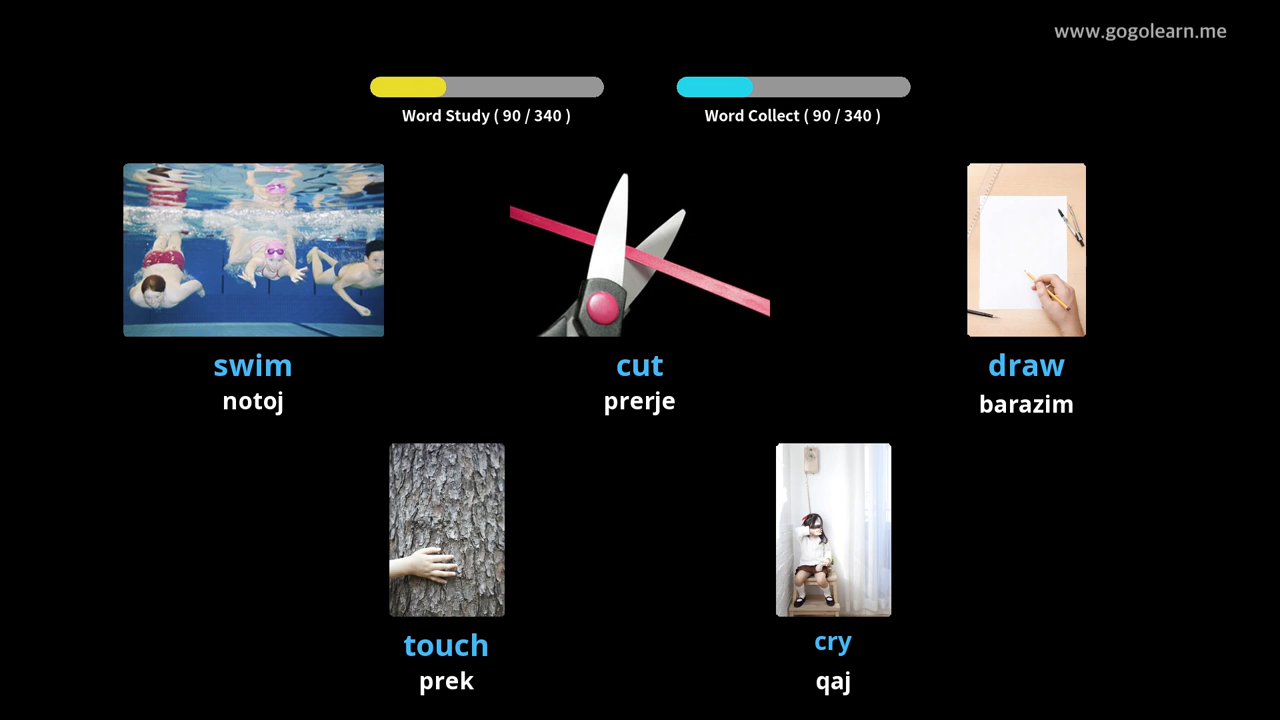 www.gogolearn.me
Word Study ( 90 / 340 )
Word Collect ( 90 / 340 )
swim
notoj
cut
prerje
draw
barazim
touch
prek
cry
qaj